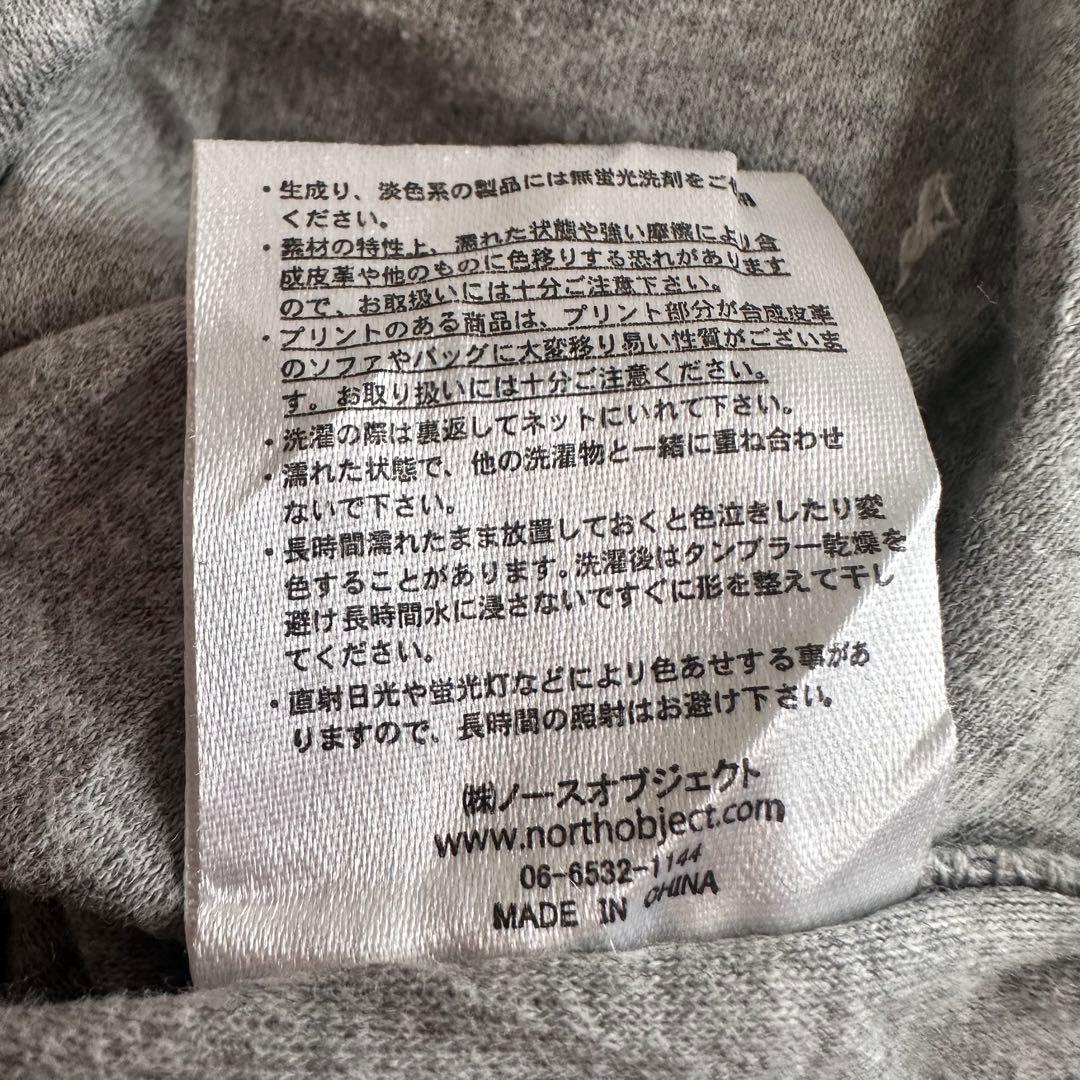 ・生成り、淡色系の製品には無蛍光洗剤をご使用
ください。
・素材の特性上、濡れた状態や強い摩擦により合
成皮革や他のものに色移りする恐れがあります
ので、お取扱いには十分ご注意下さい。
・プリントのある商品は、プリント部分が合成皮革
のソファやバッグに大変移り易い性質がございま
す。お取り扱いには十分ご注意ください。
・洗濯の際は裏返してネットにいれて下さい。
・濡れた状態で、他の洗濯物と一緒に重ね合わせ
ないで下さい。
・長時間濡れたまま放置しておくと色泣きしたり変
色することがあります。洗濯後はタンブラー乾燥を
避け長時間水に浸さないですぐに形を整えて干し
てください。
・直射日光や蛍光灯などにより色あせする事があ
りますので、長時間の照射はお避け下さい。
㈱ノースオブジェクト
www.northobject.com
06-6532-1144
MADE IN CHINA